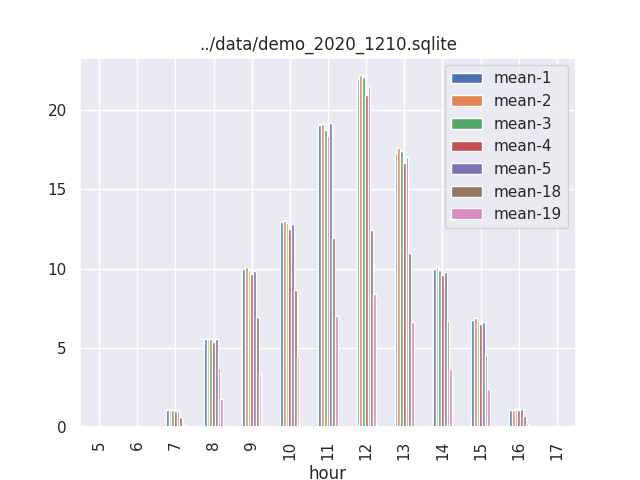 ../data/demo_2020_1210.sqlite
mean-1
mean-2
mean-3
mean-4
mean-5
mean-18
mean-19
20
15
10
5
0
5 6 7 8 9 10 11 12 13 14 15 16 17
hour